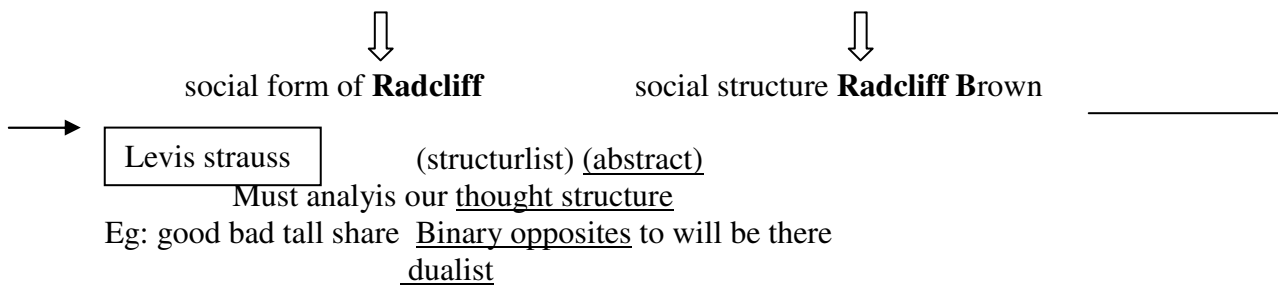 social form of Radcliff social structure Radcliff Brown
Levis strauss (structurlist) (abstract)
Must analyis our thought structure
Eg: good bad tall share Binary opposites to will be there
dualist